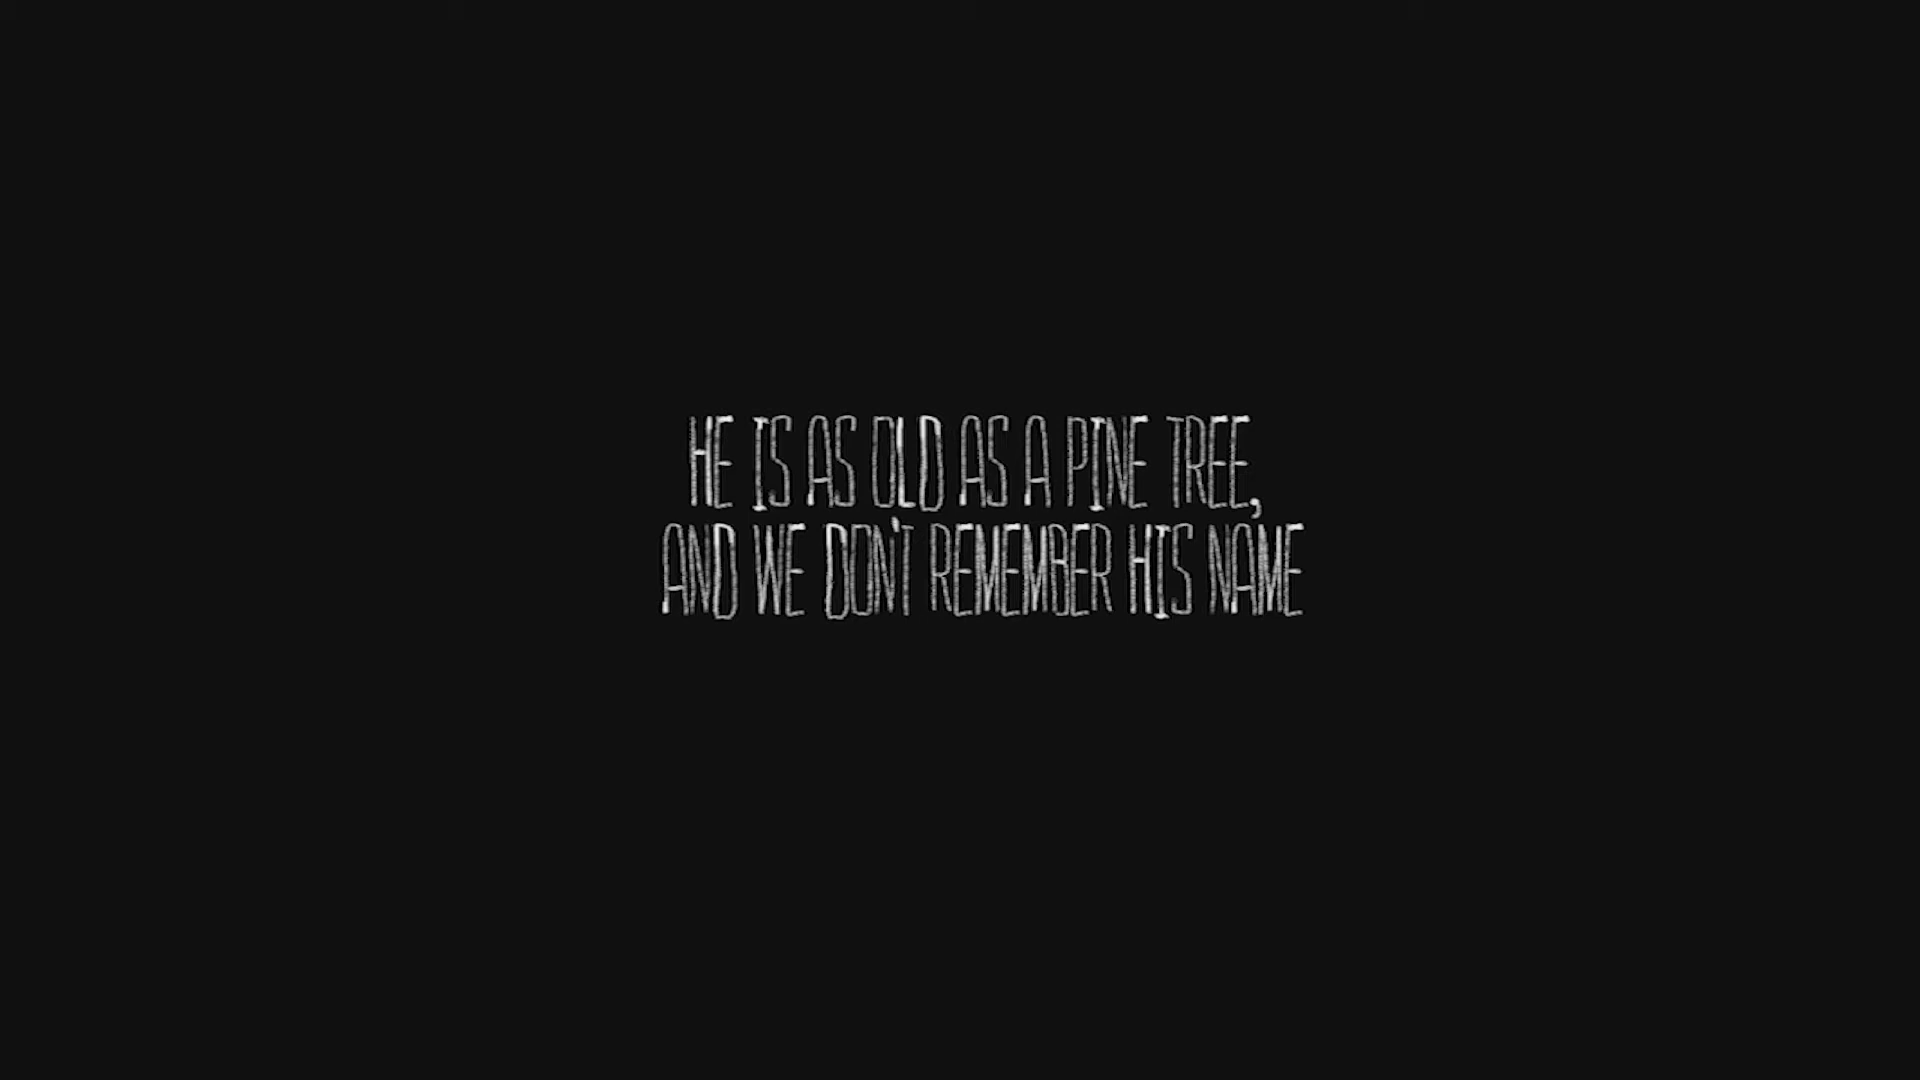 HE IS AS OLD AS A PINE TREE,
AND WE DON'T REMEMBER HIS NAME